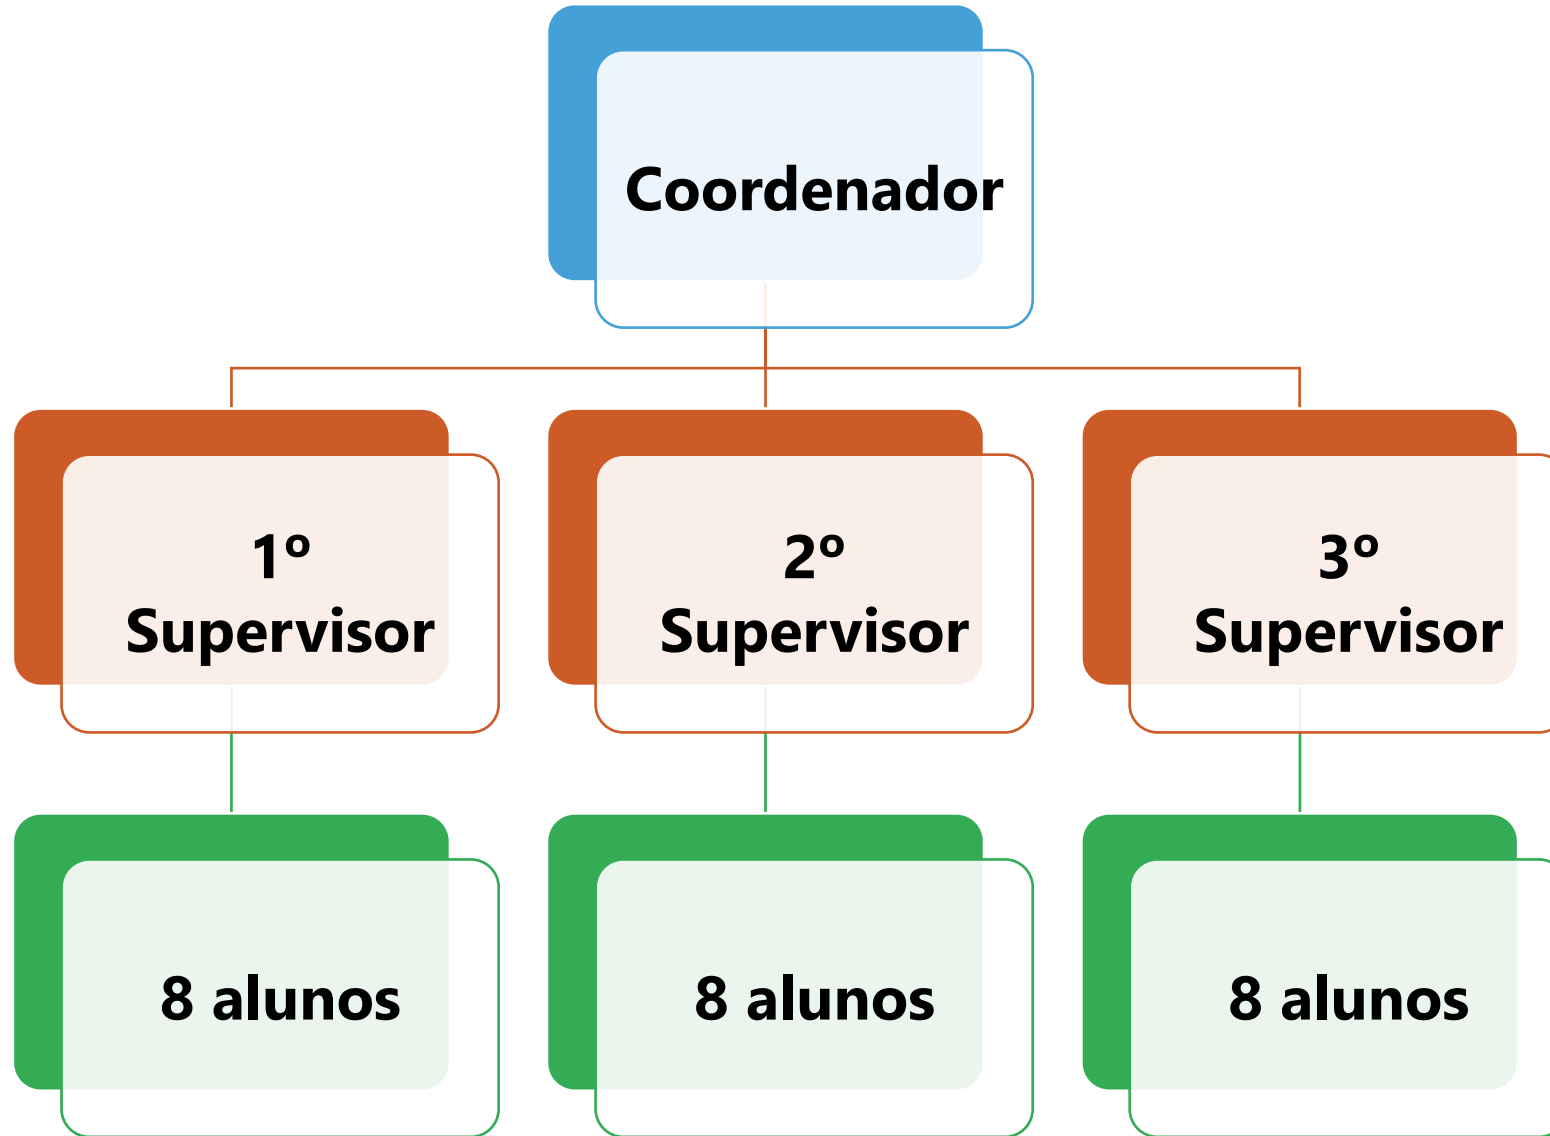 Coordenador
1º
Supervisor
2º
Supervisor
3º
Supervisor
8 alunos
8 alunos
8 alunos